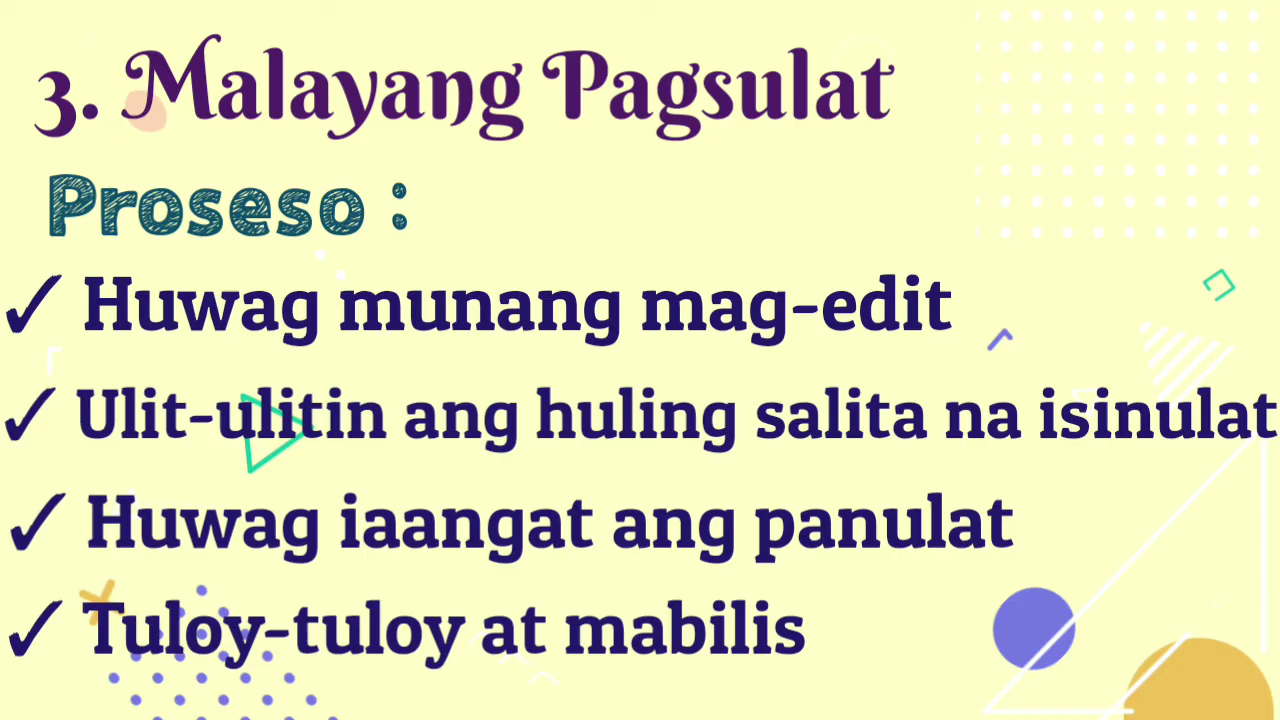 3. Malayang Pagsulat
Proseso :
✓ Huwag munang mag-edit
✓ Ulit-ulitin ang huling salita na isinulat
✓ Huwag iaangat ang panulat
✓ Tuloy-tuloy at mabilis